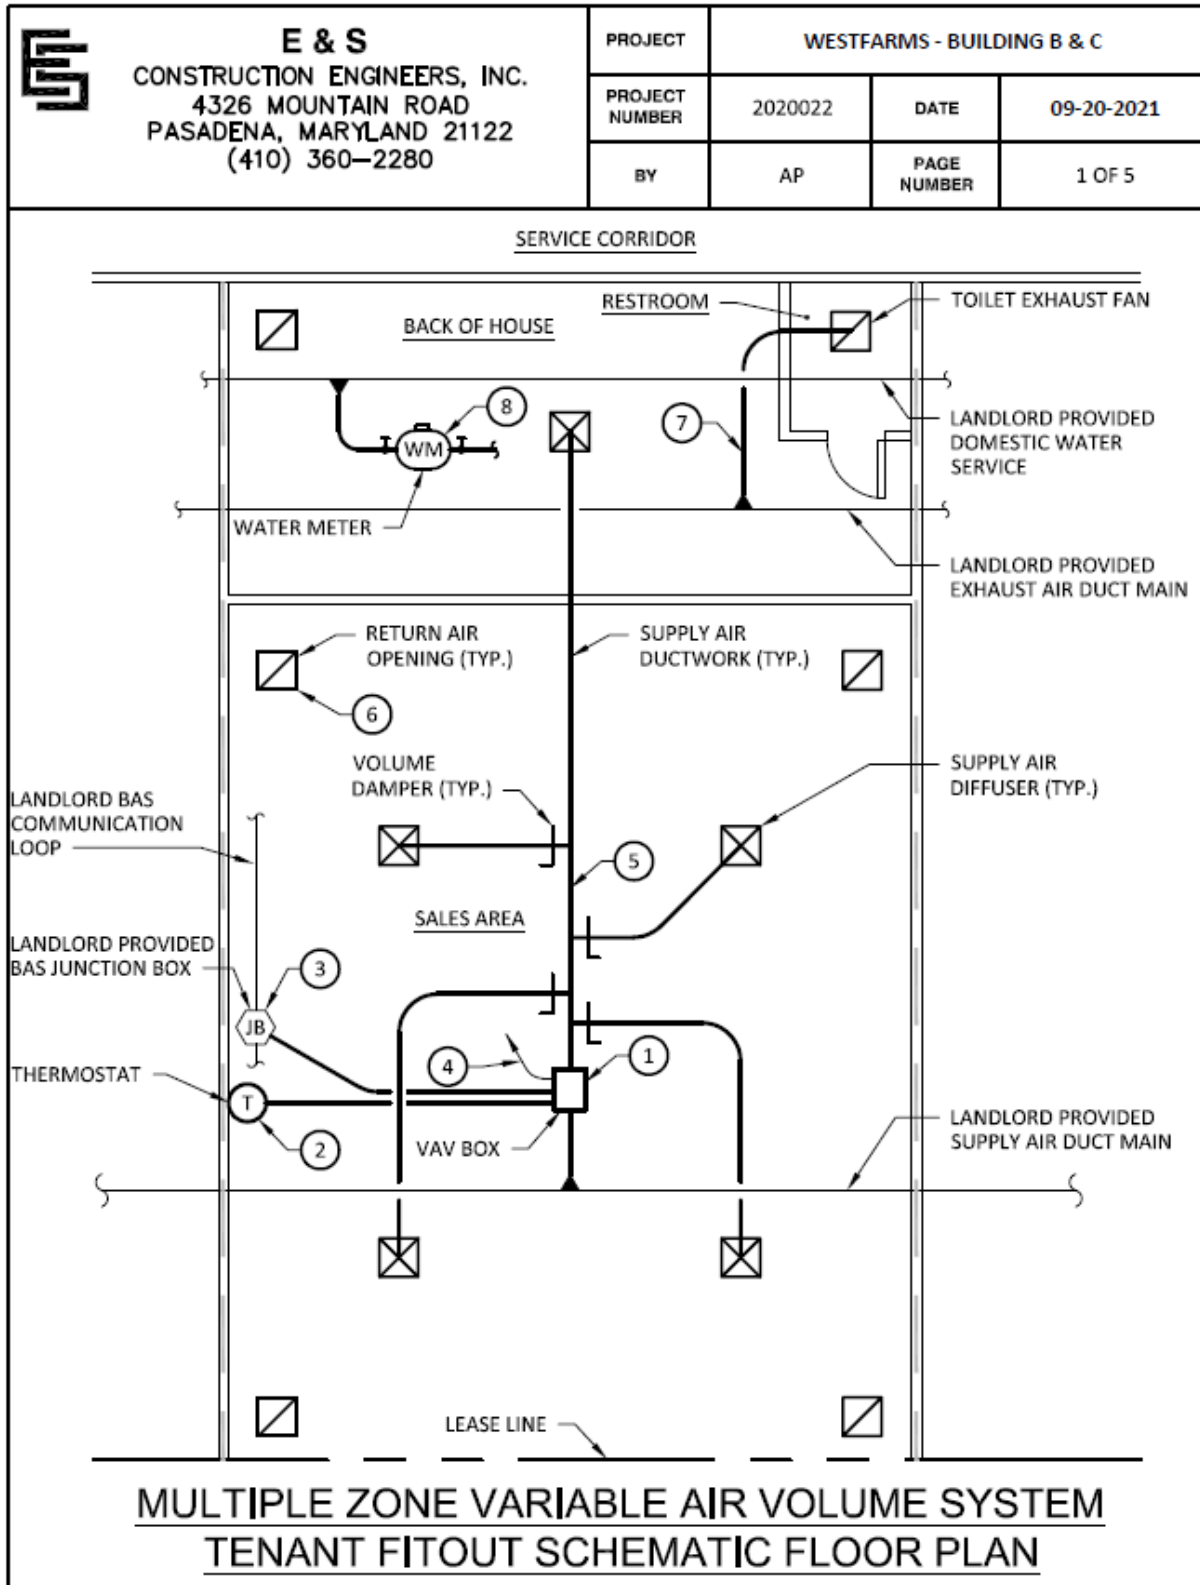 E & S
CONSTRUCTION ENGINEERS, INC.
4326 MOUNTAIN ROAD
PASADENA, MARYLAND 21122
(410) 360-2280
PROJECT
WESTFARMS - BUILDING B & C
PROJECT
NUMBER
2020022
DATE
09-20-2021
BY
AP
PAGE
NUMBER
1 OF 5
SERVICE CORRIDOR
RESTROOM
TOILET EXHAUST FAN
BACK OF HOUSE
8
7
WM
LANDLORD PROVIDED
DOMESTIC WATER
SERVICE
WATER METER
LANDLORD PROVIDED
EXHAUST AIR DUCT MAIN
RETURN AIR
OPENING (TYP.)
SUPPLY AIR
DUCTWORK (TYP.)
6
VOLUME
DAMPER (TYP.)
SUPPLY AIR
DIFFUSER (TYP.)
LANDLORD BAS
COMMUNICATION
LOOP
5
SALES AREA
LANDLORD PROVIDED
BAS JUNCTION BOX
3
JB
4
1
THERMOSTAT
T
2
VAV BOX
LANDLORD PROVIDED
SUPPLY AIR DUCT MAIN
LEASE LINE
MULTIPLE ZONE VARIABLE AIR VOLUME SYSTEM
TENANT FITOUT SCHEMATIC FLOOR PLAN